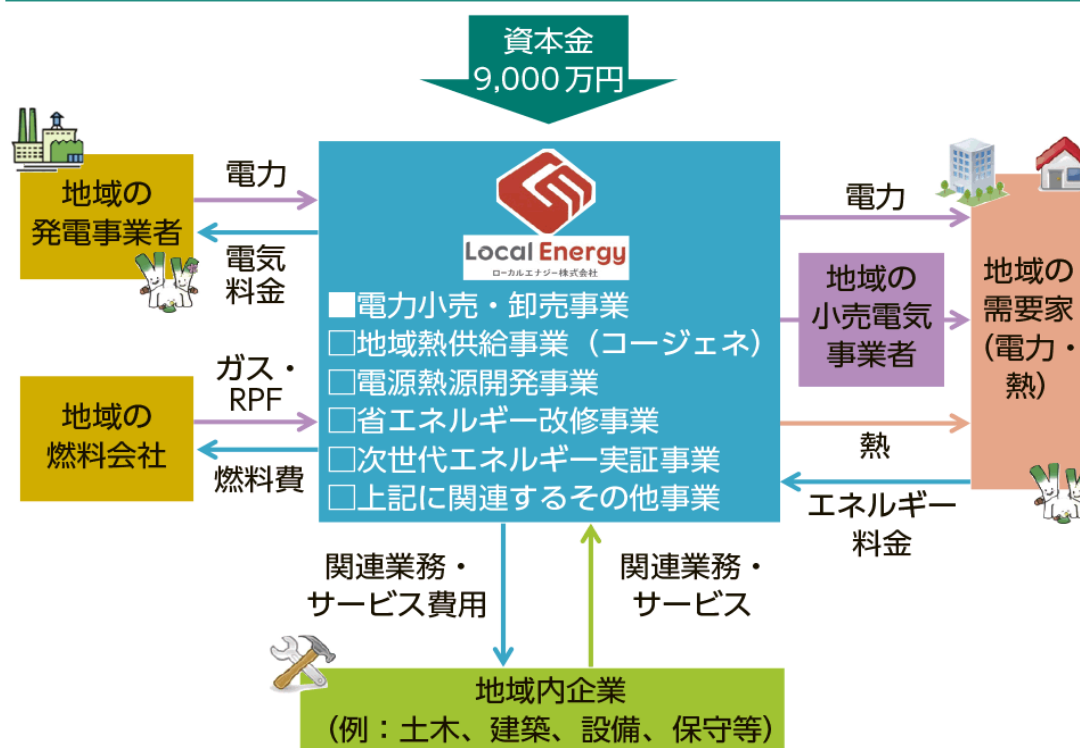 資本金
9,000万円
地域の
発電事業者
電力
電気
料金
地域の
燃料会社
ガス・
RPF
燃料費
Local Energy
ローカルエナジー株式会社
■電力小売・卸売事業
□地域熱供給事業（コージェネ）
□電源熱源開発事業
□省エネルギー改修事業
□次世代エネルギー実証事業
□上記に関連するその他事業
電力
地域の
小売電気
事業者
熱
エネルギー
料金
地域の
需要家
(電力・
熱)
関連業務・
サービス費用
関連業務・
サービス
地域内企業
（例：土木、建築、設備、保守等）